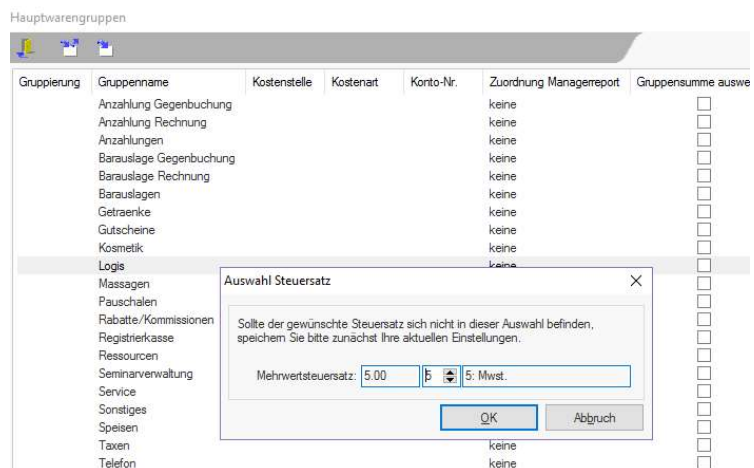 Hauptwarengruppen
Gruppierung Gruppenname Kostenstelle Kostenart Konto-Nr. Zuordnung Managerreport Gruppensumme auswe
Anzahlung Gegenbuchung keine
Anzahlung Rechnung keine
Anzahlungen keine
Barauslage Gegenbuchung keine
Barauslage Rechnung keine
Barauslagen keine
Getraenke keine
Gutscheine keine
Kosmetik keine
Logis keine
Auswahl Steuersatz
Massagen
Pauschalen
Rabatte/Kommissionen
Sollte der gewünschte Steuersatz sich nicht in dieser Auswahl befinden,
speichern Sie bitte zunächst Ihre aktuellen Einstellungen.
Registrierkasse
Ressourcen
Seminarverwaltung
Mehrwertsteuersatz: 5.00 5 5: Mwst.
Service
Sonstiges
OK Abbruch
Speisen
Taxen keine
Telefon keine